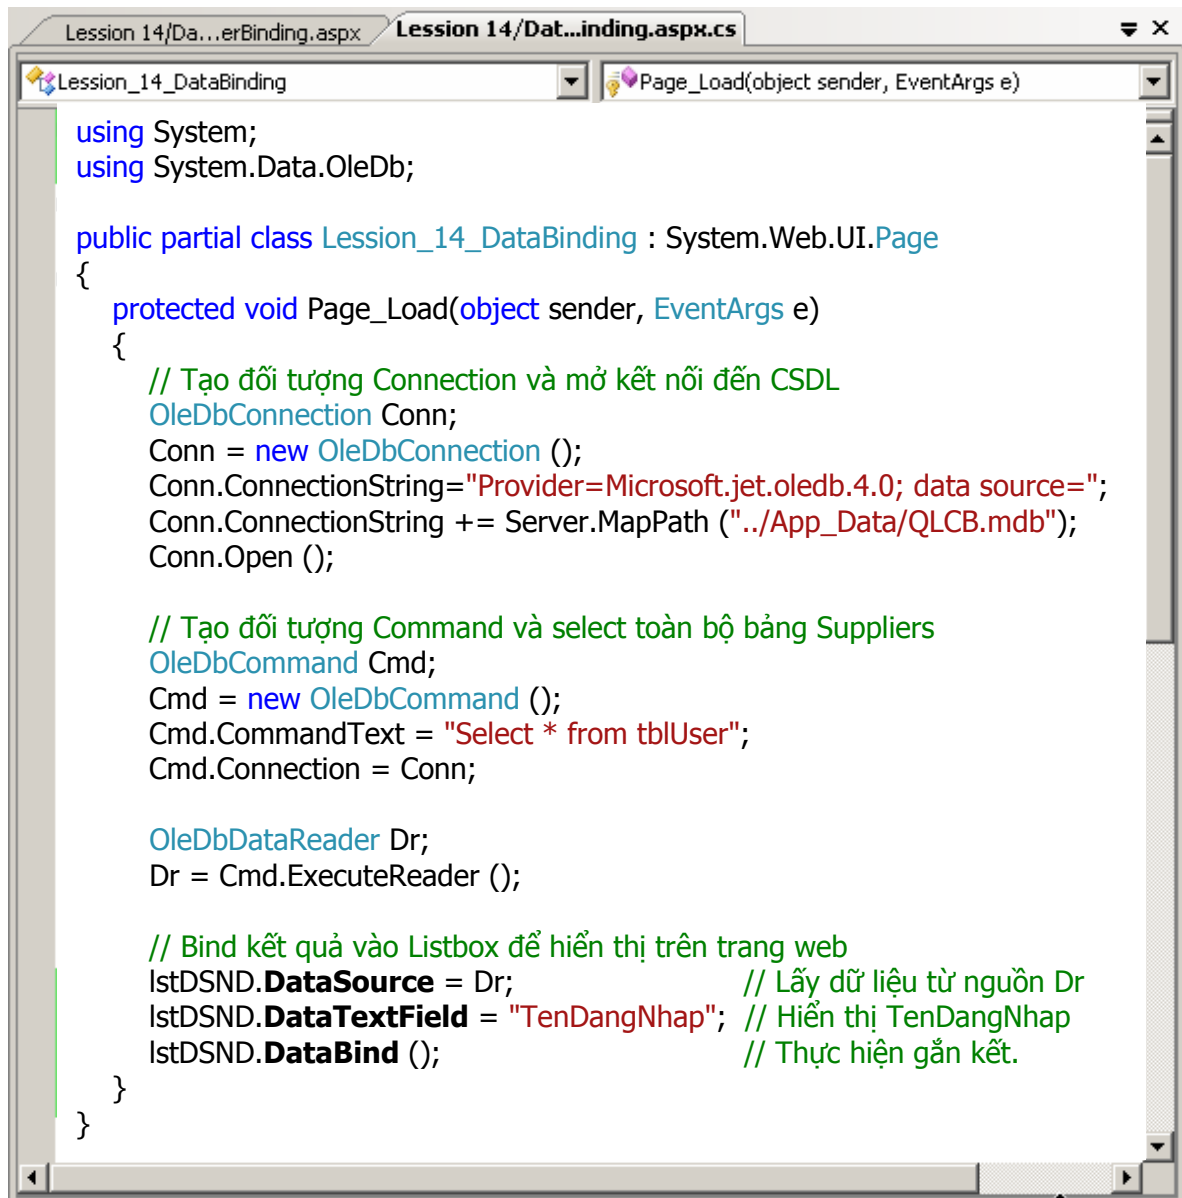 Lession 14/Da...erBinding.aspx
Lession 14/Dat...inding.aspx.cs
Lession_14_DataBinding
Page_Load(object sender, EventArgs e)
using System;
using System.Data.OleDb;
public partial class Lession_14_DataBinding : System.Web.UI.Page
{
protected void Page_Load(object sender, EventArgs e)
{
// Tạo đối tượng Connection và mở kết nối đến CSDL
OleDbConnection Conn;
Conn = new OleDbConnection ();
Conn.ConnectionString="Provider=Microsoft.jet.oledb.4.0; data source=";
Conn.ConnectionString += Server.MapPath ("../App_Data/QLCB.mdb");
Conn.Open ();
// Tạo đối tượng Command và select toàn bộ bảng Suppliers
OleDbCommand Cmd;
Cmd = new OleDbCommand ();
Cmd.CommandText = "Select * from tblUser";
Cmd.Connection = Conn;
OleDbDataReader Dr;
Dr = Cmd.ExecuteReader ();
// Bind kết quả vào Listbox để hiển thị trên trang web
lstDSND.DataSource = Dr; // Lấy dữ liệu từ nguồn Dr
lstDSND.DataTextField = "TenDangNhap"; // Hiển thị TenDangNhap
lstDSND.DataBind (); // Thực hiện gắn kết.
}
}